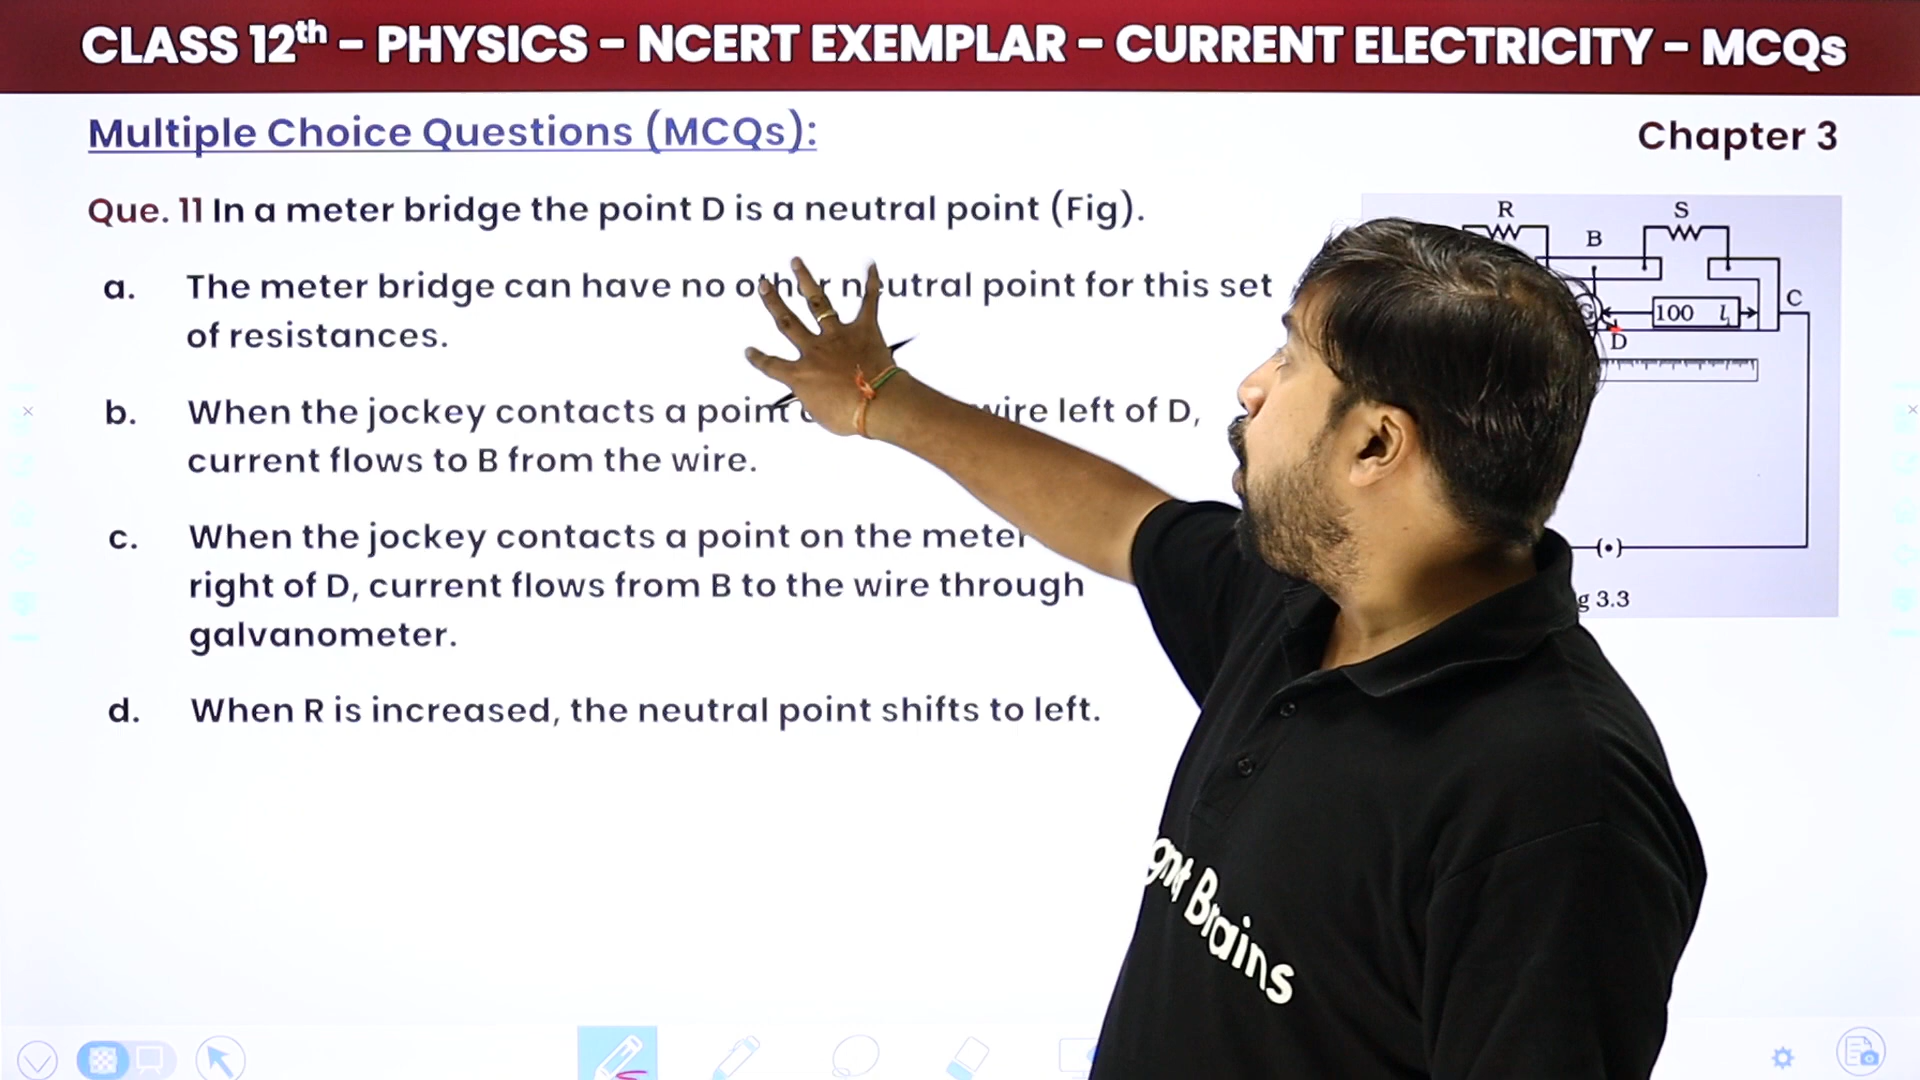 CLASS 12th – PHYSICS – NCERT EXEMPLAR – CURRENT ELECTRICITY – MCQs
Multiple Choice Questions (MCQs):
Chapter 3
Que. 11 In a meter bridge the point D is a neutral point (Fig).
a. The meter bridge can have no other neutral point for this set
of resistances.
b. When the jockey contacts a point wire left of D,
current flows to B from the wire.
c. When the jockey contacts a point on the meter
right of D, current flows from B to the wire through
galvanometer.
d. When R is increased, the neutral point shifts to left.
R
S
B
C
G
100 l₁
D
3.3
Brains